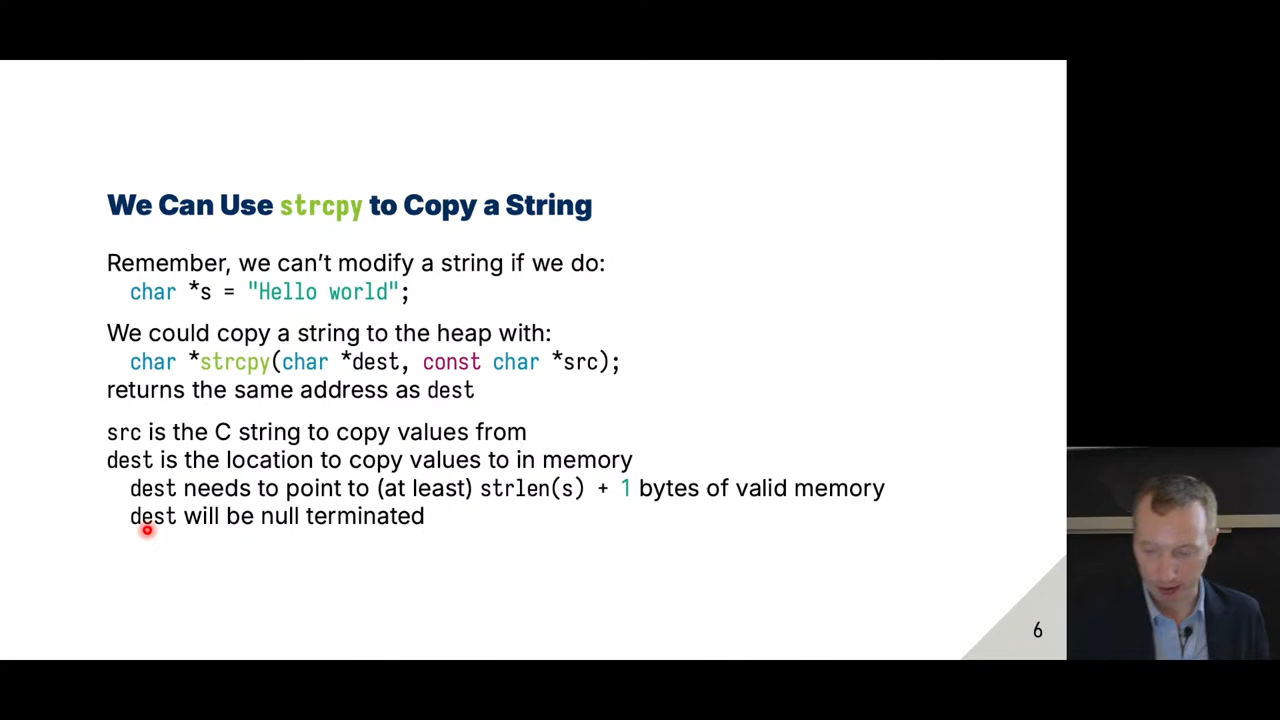 We Can Use strcpy to Copy a String
Remember, we can’t modify a string if we do:
char *s = "Hello world";
We could copy a string to the heap with:
char *strcpy(char *dest, const char *src);
returns the same address as dest
src is the C string to copy values from
dest is the location to copy values to in memory
dest needs to point to (at least) strlen(s) + 1 bytes of valid memory
dest will be null terminated
6